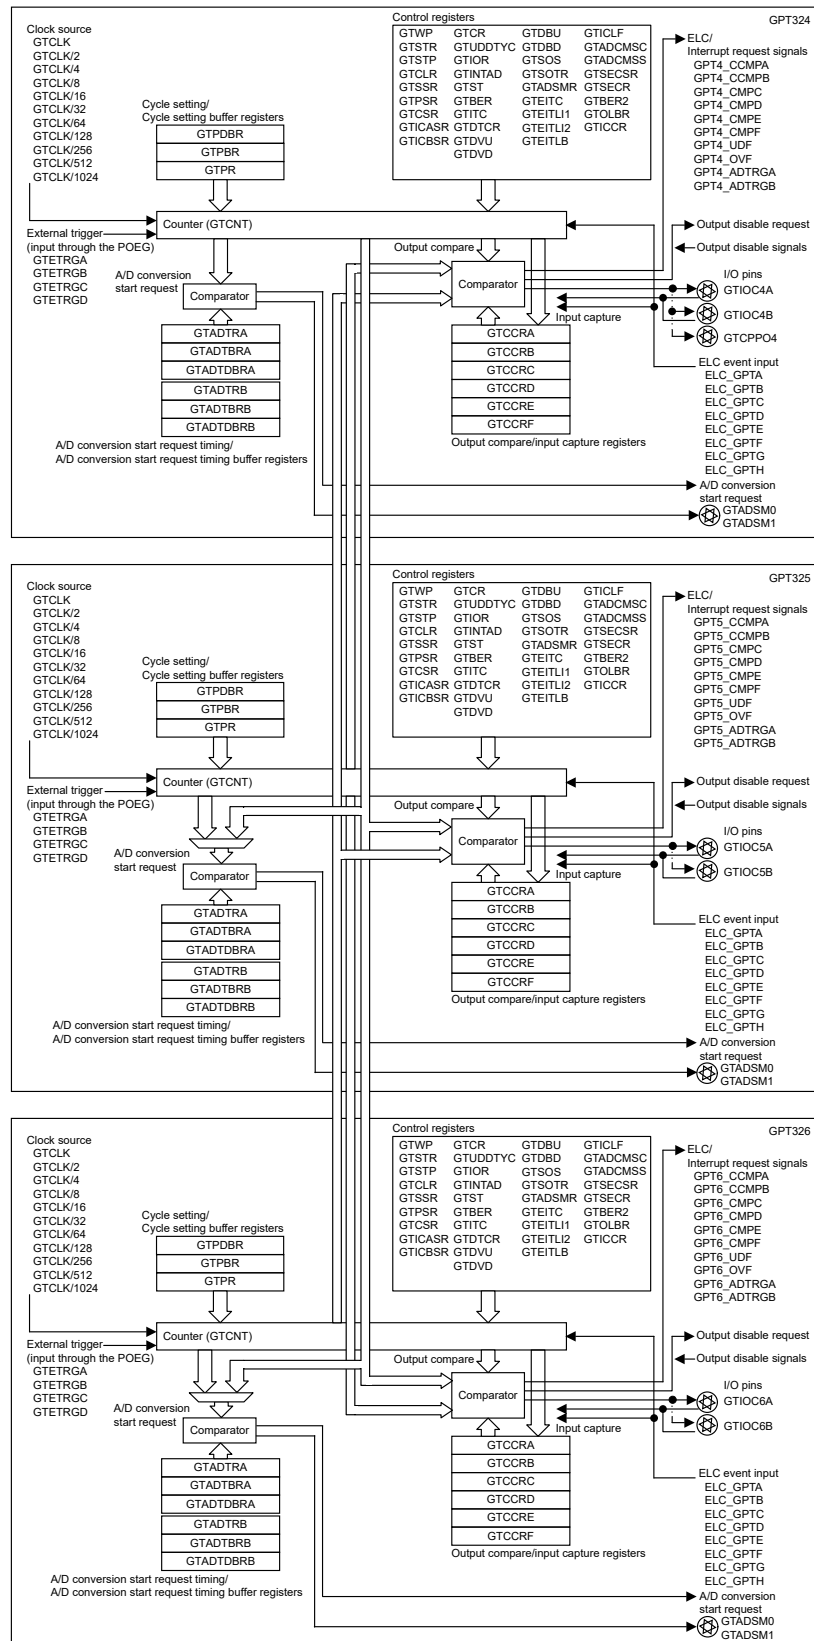 GPT324
Clock source
GTCLK
GTCLK/2
GTCLK/4
GTCLK/8
GTCLK/16
GTCLK/32
GTCLK/64
GTCLK/128
GTCLK/256
GTCLK/512
GTCLK/1024
Cycle setting/
Cycle setting buffer registers
GTPDBR
GTPBR
GTPR
Control registers
GTWP GTCR GTDBU GTICLF
GTSTR GTUDDTYC GTDBD GTADCMSC
GTSTP GTIOR GTSOS GTADCMSS
GTCLR GTINTAD GTSOTR GTSECSR
GTSSR GTST GTADSMR GTSECR
GTPSR GTBER GTEITC GTBER2
GTCSR GTITC GTEITLI1 GTOLBR
GTICASR GTDTCR GTEITLI2 GTICCR
GTICBSR GTDVU GTEITLB
GTDVD
ELC/
Interrupt request signals
GPT4_CCMPA
GPT4_CCMPB
GPT4_CMPC
GPT4_CMPD
GPT4_CMPE
GPT4_CMPF
GPT4_UDF
GPT4_OVF
GPT4_ADTRGA
GPT4_ADTRGB
External trigger
(input through the POEG)
GTETRGA
GTETRGB
GTETRGC
GTETRGD
Counter (GTCNT)
Output compare
Output disable request
Output disable signals
A/D conversion
start request
Comparator
Comparator
I/O pins
GTIOC4A
GTIOC4B
GTCPPO4
Input capture
GTADTRA
GTADTBRA
GTADTDBRA
GTADTRB
GTADTBRB
GTADTDBRB
A/D conversion start request timing/
A/D conversion start request timing buffer registers
GTCCRA
GTCCRB
GTCCRC
GTCCRD
GTCCRE
GTCCRF
Output compare/input capture registers
ELC event input
ELC_GPTA
ELC_GPTB
ELC_GPTC
ELC_GPTD
ELC_GPTE
ELC_GPTF
ELC_GPTG
ELC_GPTH
A/D conversion
start request
GTADSM0
GTADSM1
GPT325
Clock source
GTCLK
GTCLK/2
GTCLK/4
GTCLK/8
GTCLK/16
GTCLK/32
GTCLK/64
GTCLK/128
GTCLK/256
GTCLK/512
GTCLK/1024
Cycle setting/
Cycle setting buffer registers
GTPDBR
GTPBR
GTPR
Control registers
GTWP GTCR GTDBU GTICLF
GTSTR GTUDDTYC GTDBD GTADCMSC
GTSTP GTIOR GTSOS GTADCMSS
GTCLR GTINTAD GTSOTR GTSECSR
GTSSR GTST GTADSMR GTSECR
GTPSR GTBER GTEITC GTBER2
GTCSR GTITC GTEITLI1 GTOLBR
GTICASR GTDTCR GTEITLI2 GTICCR
GTICBSR GTDVU GTEITLB
GTDVD
ELC/
Interrupt request signals
GPT5_CCMPA
GPT5_CCMPB
GPT5_CMPC
GPT5_CMPD
GPT5_CMPE
GPT5_CMPF
GPT5_UDF
GPT5_OVF
GPT5_ADTRGA
GPT5_ADTRGB
External trigger
(input through the POEG)
GTETRGA
GTETRGB
GTETRGC
GTETRGD
Counter (GTCNT)
Output compare
Output disable request
Output disable signals
A/D conversion
start request
Comparator
Comparator
I/O pins
GTIOC5A
GTIOC5B
Input capture
GTADTRA
GTADTBRA
GTADTDBRA
GTADTRB
GTADTBRB
GTADTDBRB
A/D conversion start request timing/
A/D conversion start request timing buffer registers
GTCCRA
GTCCRB
GTCCRC
GTCCRD
GTCCRE
GTCCRF
Output compare/input capture registers
ELC event input
ELC_GPTA
ELC_GPTB
ELC_GPTC
ELC_GPTD
ELC_GPTE
ELC_GPTF
ELC_GPTG
ELC_GPTH
A/D conversion
start request
GTADSM0
GTADSM1
GPT326
Clock source
GTCLK
GTCLK/2
GTCLK/4
GTCLK/8
GTCLK/16
GTCLK/32
GTCLK/64
GTCLK/128
GTCLK/256
GTCLK/512
GTCLK/1024
Cycle setting/
Cycle setting buffer registers
GTPDBR
GTPBR
GTPR
Control registers
GTWP GTCR GTDBU GTICLF
GTSTR GTUDDTYC GTDBD GTADCMSC
GTSTP GTIOR GTSOS GTADCMSS
GTCLR GTINTAD GTSOTR GTSECSR
GTSSR GTST GTADSMR GTSECR
GTPSR GTBER GTEITC GTBER2
GTCSR GTITC GTEITLI1 GTOLBR
GTICASR GTDTCR GTEITLI2 GTICCR
GTICBSR GTDVU GTEITLB
GTDVD
ELC/
Interrupt request signals
GPT6_CCMPA
GPT6_CCMPB
GPT6_CMPC
GPT6_CMPD
GPT6_CMPE
GPT6_CMPF
GPT6_UDF
GPT6_OVF
GPT6_ADTRGA
GPT6_ADTRGB
External trigger
(input through the POEG)
GTETRGA
GTETRGB
GTETRGC
GTETRGD
Counter (GTCNT)
Output compare
Output disable request
Output disable signals
A/D conversion
start request
Comparator
Comparator
I/O pins
GTIOC6A
GTIOC6B
Input capture
GTADTRA
GTADTBRA
GTADTDBRA
GTADTRB
GTADTBRB
GTADTDBRB
A/D conversion start request timing/
A/D conversion start request timing buffer registers
GTCCRA
GTCCRB
GTCCRC
GTCCRD
GTCCRE
GTCCRF
Output compare/input capture registers
ELC event input
ELC_GPTA
ELC_GPTB
ELC_GPTC
ELC_GPTD
ELC_GPTE
ELC_GPTF
ELC_GPTG
ELC_GPTH
A/D conversion
start request
GTADSM0
GTADSM1